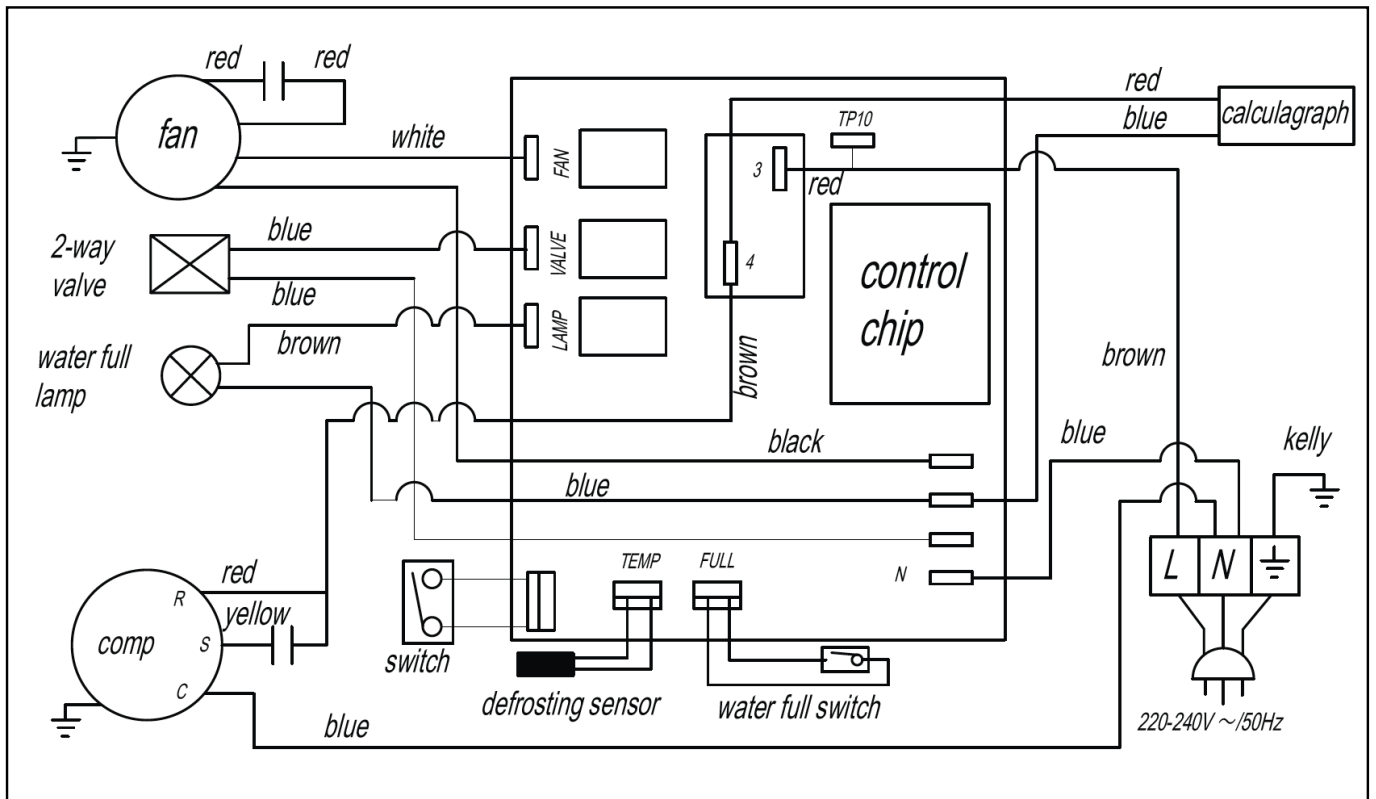 red
red
fan
white
FAN
TP10
red
blue
calculagraph
3
red
2-way
valve
blue
blue
VALVE
4
control
chip
water full
lamp
brown
LAMP
brown
brown
black
blue
kelly
blue
L
N
comp
R
S
C
red
yellow
switch
TEMP
FULL
N
defrosting sensor
water full switch
220-240V ～/50Hz
blue